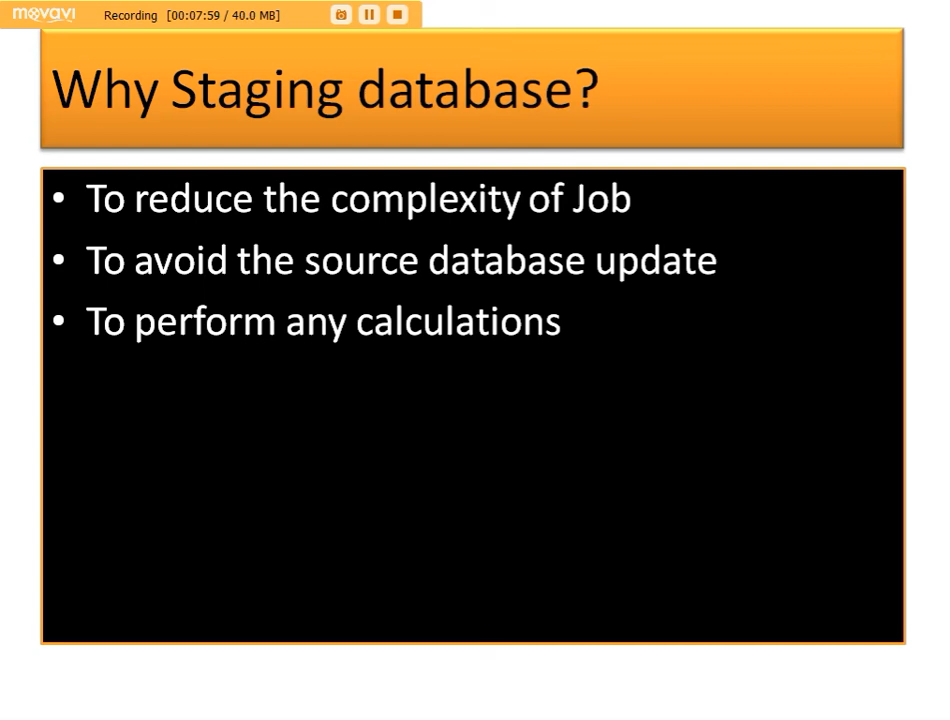 movavi Recording [00:07:59 / 40.0 MB]
Why Staging database?
• To reduce the complexity of Job
• To avoid the source database update
• To perform any calculations